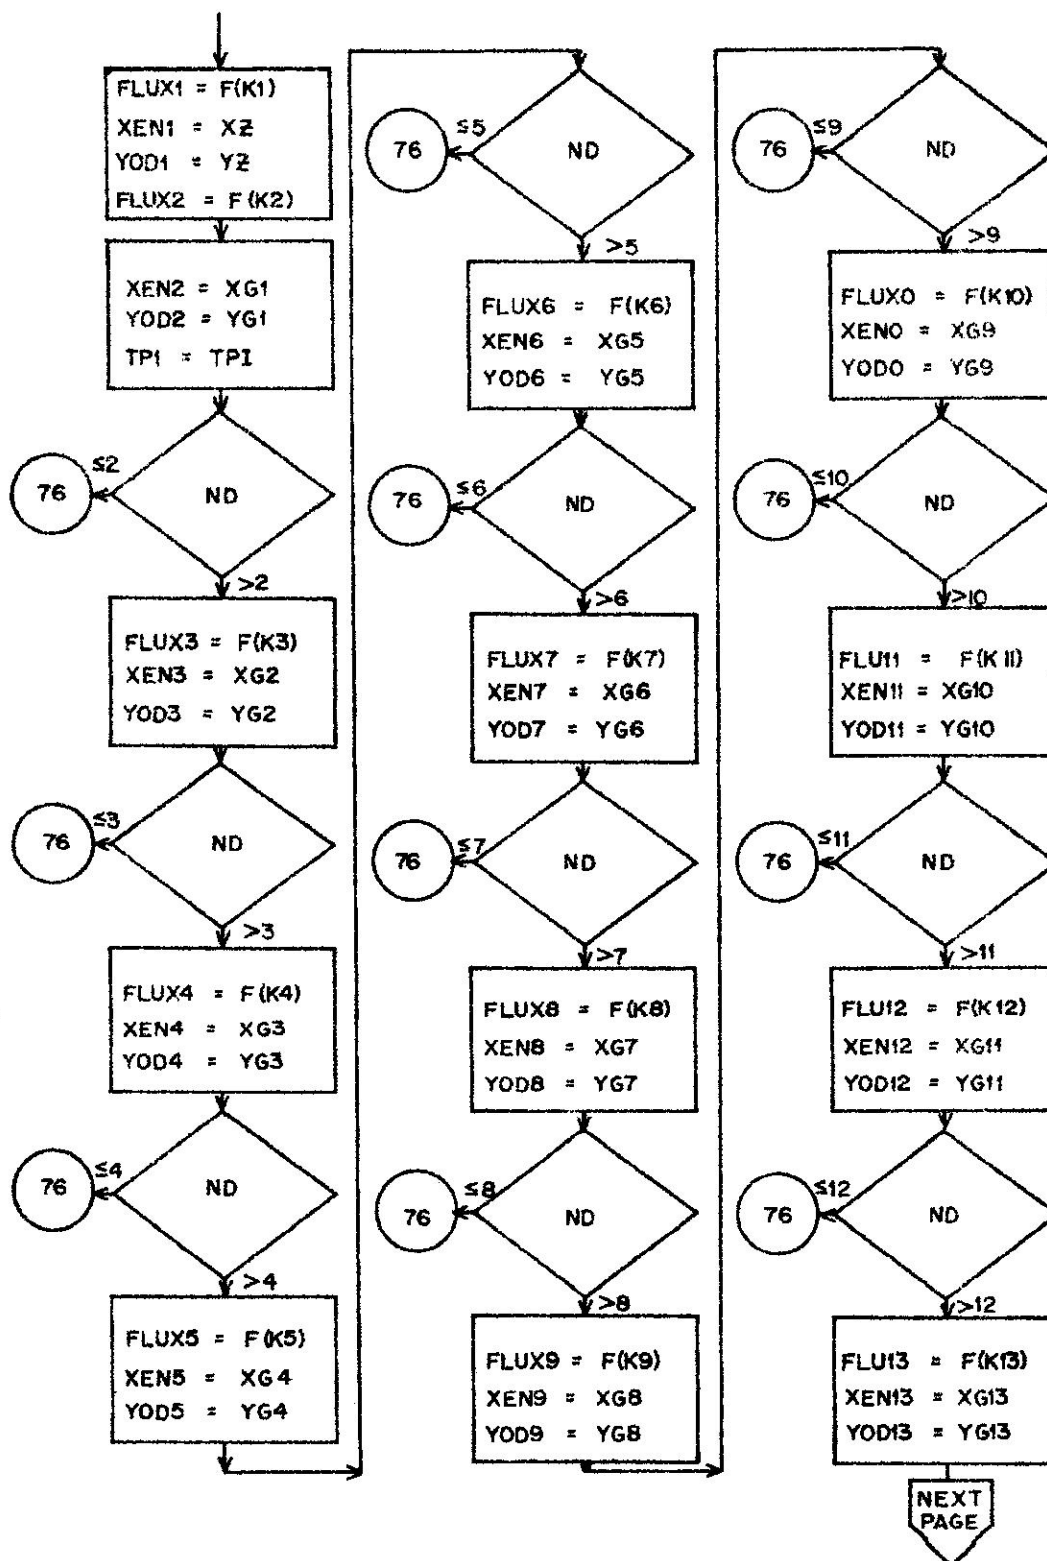 FLUX1 = F(K1)
XEN1 = XZ
YOD1 = YZ
FLUX2 = F(K2)
XEN2 = XG1
YOD2 = YG1
TP1 = TPI
≤2
76
ND
>2
FLUX3 = F(K3)
XEN3 = XG2
YOD3 = YG2
≤3
76
ND
>3
FLUX4 = F(K4)
XEN4 = XG3
YOD4 = YG3
≤4
76
ND
>4
FLUX5 = F(K5)
XEN5 = XG4
YOD5 = YG4
≤5
76
ND
>5
FLUX6 = F(K6)
XEN6 = XG5
YOD6 = YG5
≤6
76
ND
>6
FLUX7 = F(K7)
XEN7 = XG6
YOD7 = YG6
≤7
76
ND
>7
FLUX8 = F(K8)
XEN8 = XG7
YOD8 = YG7
≤8
76
ND
>8
FLUX9 = F(K9)
XEN9 = XG8
YOD9 = YG8
≤9
76
ND
>9
FLUX0 = F(K10)
XEN0 = XG9
YOD0 = YG9
≤10
76
ND
>10
FLU11 = F(K11)
XEN11 = XG10
YOD11 = YG10
≤11
76
ND
>11
FLU12 = F(K12)
XEN12 = XG11
YOD12 = YG11
≤12
76
ND
>12
FLU13 = F(K13)
XEN13 = XG13
YOD13 = YG13
NEXT
PAGE